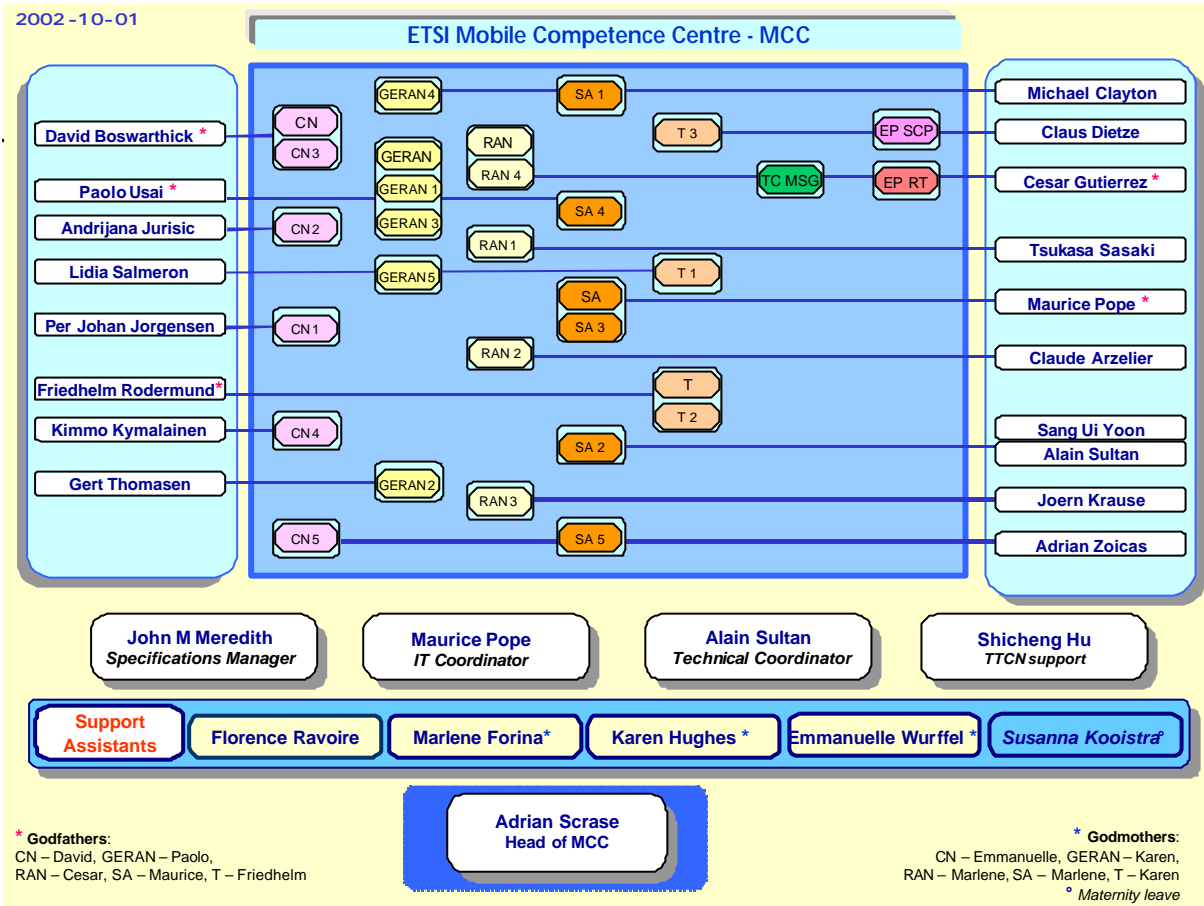 2002-10-01
ETSI Mobile Competence Centre - MCC
David Boswarthick *
Paolo Usai *
Andrijana Jurisic
Lidia Salmeron
Per Johan Jorgensen
Friedhelm Rodermund*
Kimmo Kymalainen
Gert Thomasen
CN
CN3
CN2
CN1
CN4
CN5
GERAN 4
GERAN
GERAN 1
GERAN 3
GERAN5
GERAN2
RAN
RAN 4
RAN1
RAN 2
RAN3
SA 1
SA 4
SA
SA 3
SA 2
SA 5
T 3
T 1
T
T 2
TC MSG
EP SCP
EP RT
Michael Clayton
Claus Dietze
Cesar Gutierrez *
Tsukasa Sasaki
Maurice Pope *
Claude Arzelier
Sang Ui Yoon
Alain Sultan
Joern Krause
Adrian Zoicas
John M Meredith
Specifications Manager
Maurice Pope
IT Coordinator
Alain Sultan
Technical Coordinator
Shicheng Hu
TTCN support
Support
Assistants
Florence Ravoire
Marlene Forina*
Karen Hughes *
Emmanuelle Wurffel *
Susanna Kooistra°
Adrian Scrase
Head of MCC
* Godfathers:
CN – David, GERAN – Paolo,
RAN – Cesar, SA – Maurice, T – Friedhelm
* Godmothers:
CN – Emmanuelle, GERAN – Karen,
RAN – Marlene, SA – Marlene, T – Karen
° Maternity leave